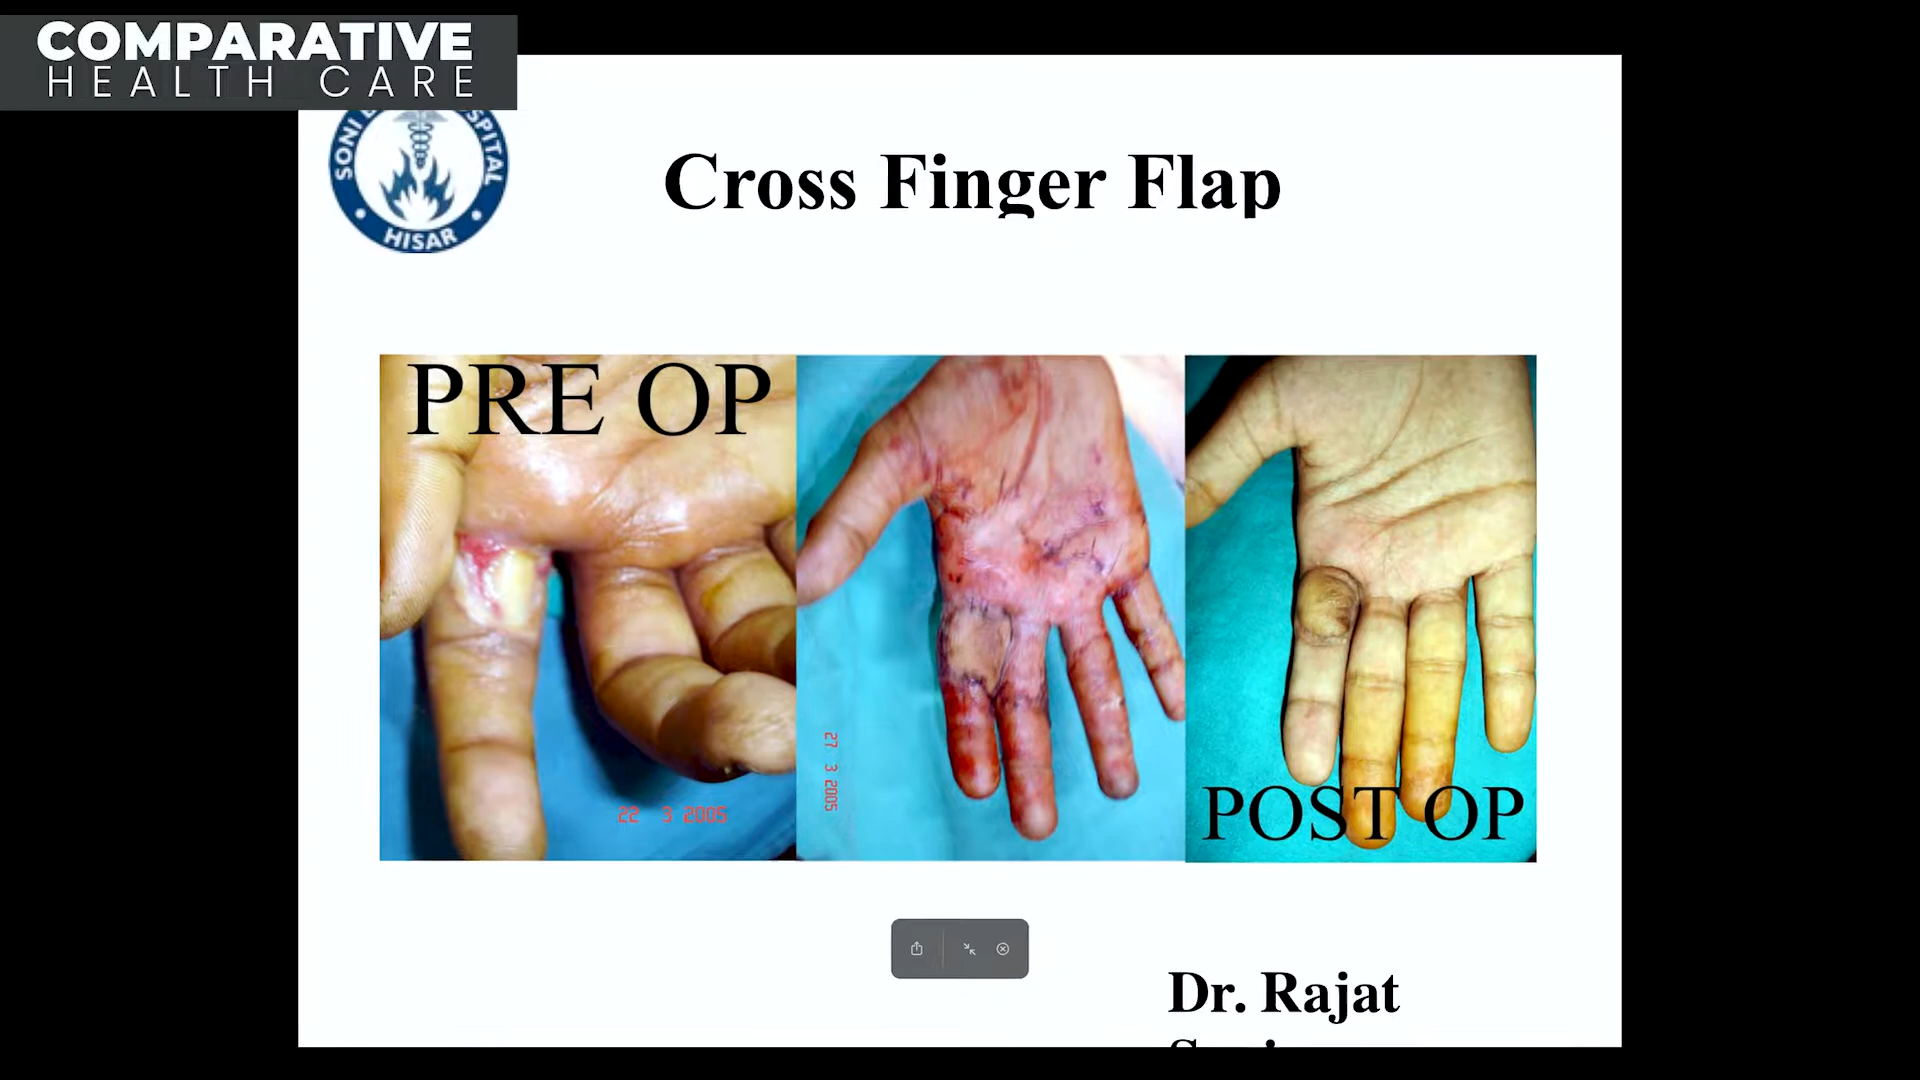 COMPARATIVE
HEALTH CARE
SONI
SPITAL
HISAR
Cross Finger Flap
PRE OP
22 3 2005
27 3 2005
POST OP
Dr. Rajat